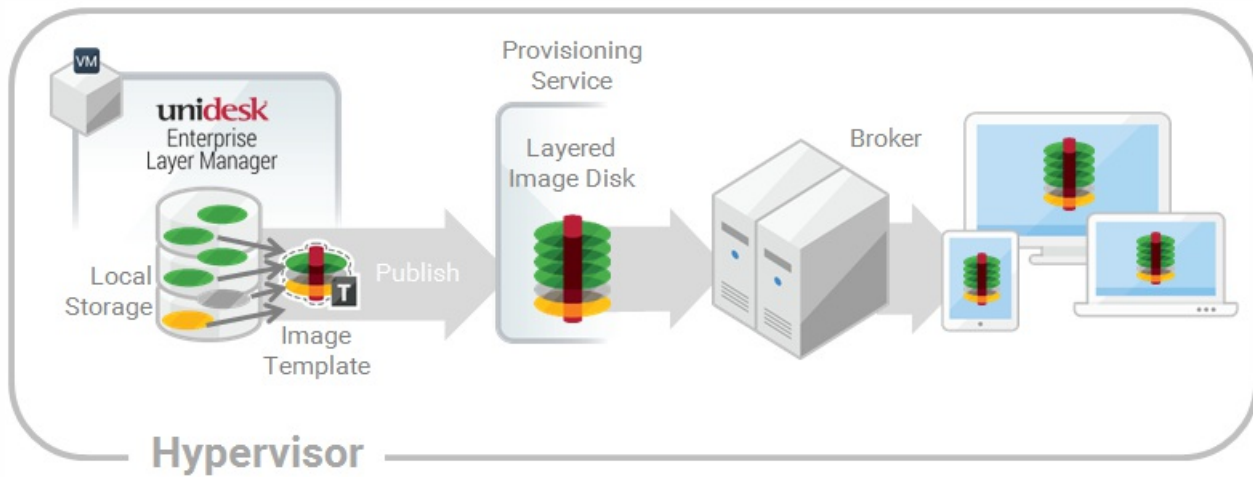 VM
unidesk
Enterprise
Layer Manager
Local
Storage
Image
Template
T
Publish
Provisioning
Service
Layered
Image Disk
Broker
Hypervisor